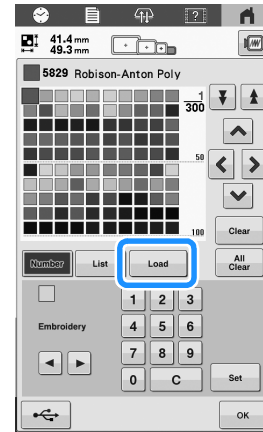 41.4 mm
49.3 mm
5829 Robison-Anton Poly
1
300
50
100
Clear
Number
List
Load
All
Clear
1 2 3
Embroidery
4 5 6
7 8 9
0 C
Set
OK